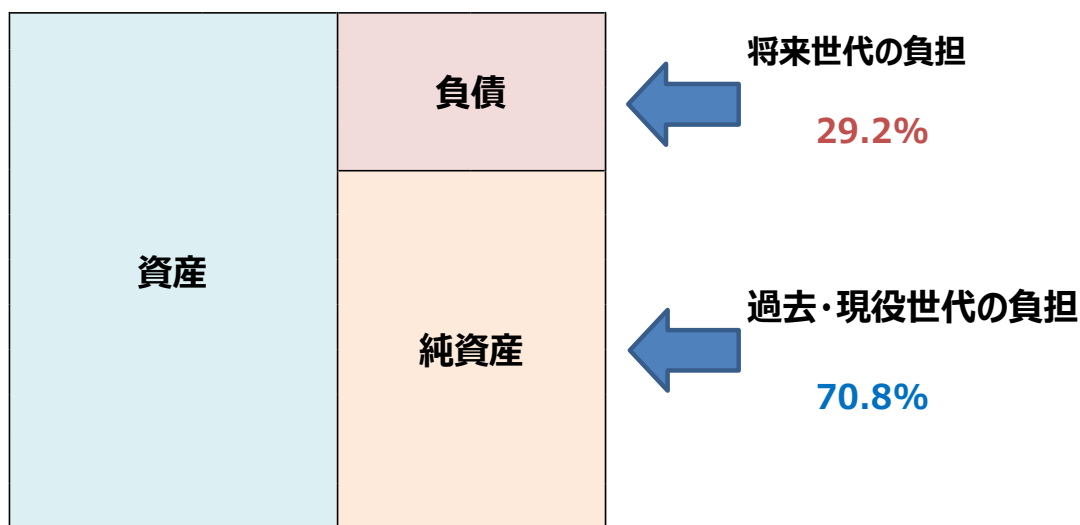 資産
負債
純資産
将来世代の負担
29.2%
過去・現役世代の負担
70.8%